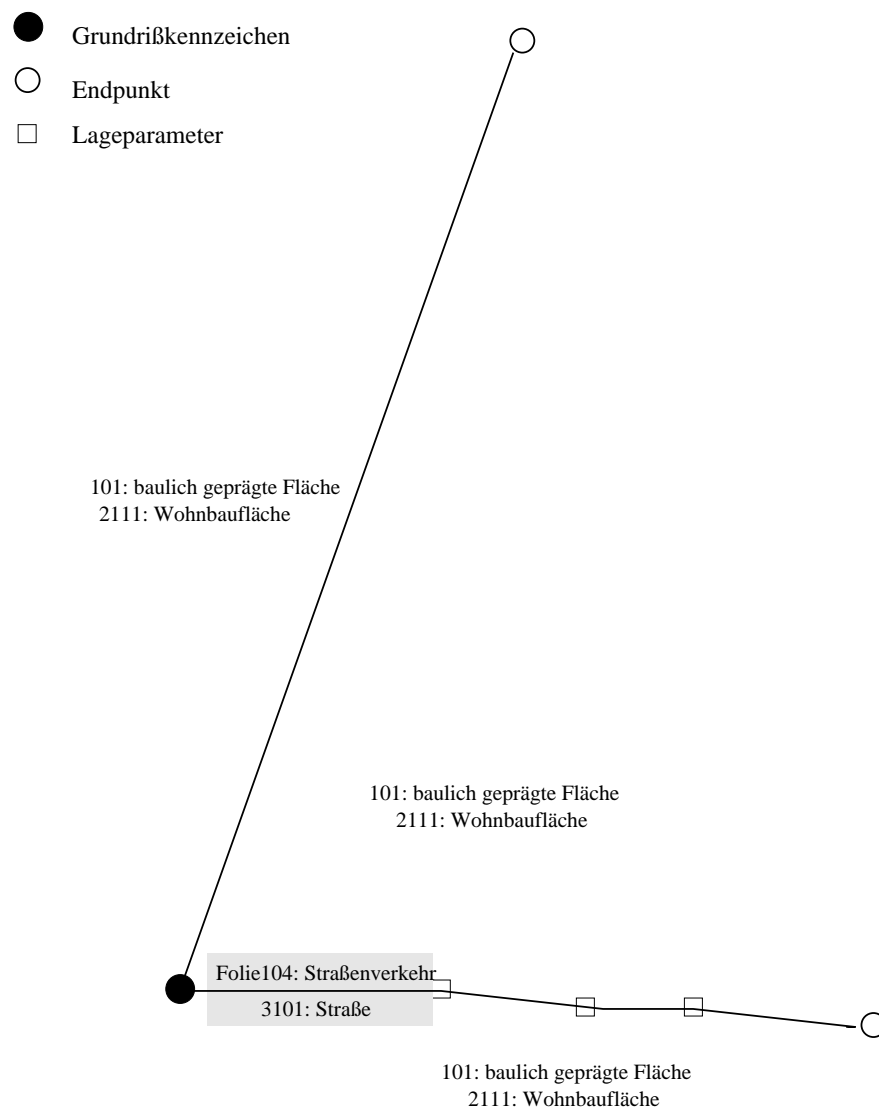 Grundrißkennzeichen
Endpunkt
Lageparameter
101: baulich geprägte Fläche
2111: Wohnbaufläche
101: baulich geprägte Fläche
2111: Wohnbaufläche
Folie104: Straßenverkehr
3101: Straße
101: baulich geprägte Fläche
2111: Wohnbaufläche